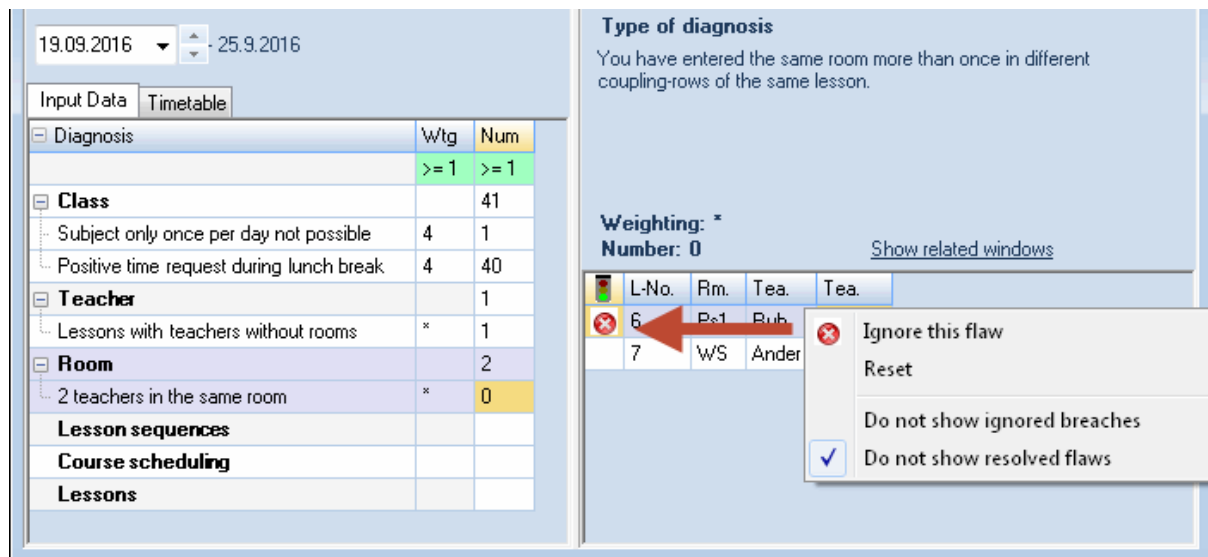 19.09.2016
- 25.9.2016
Input Data
Timetable
Diagnosis Wtg Num
>= 1 >= 1
Class 41
Subject only once per day not possible 4 1
Positive time request during lunch break 4 40
Teacher 1
Lessons with teachers without rooms * 1
Room 2
2 teachers in the same room * 0
Lesson sequences
Course scheduling
Lessons
Type of diagnosis
You have entered the same room more than once in different
coupling-rows of the same lesson.
Weighting: *
Number: 0
Show related windows
L-No. Rm. Tea. Tea.
6 Ps1 Rub
7 WS Ander
Ignore this flaw
Reset
Do not show ignored breaches
Do not show resolved flaws